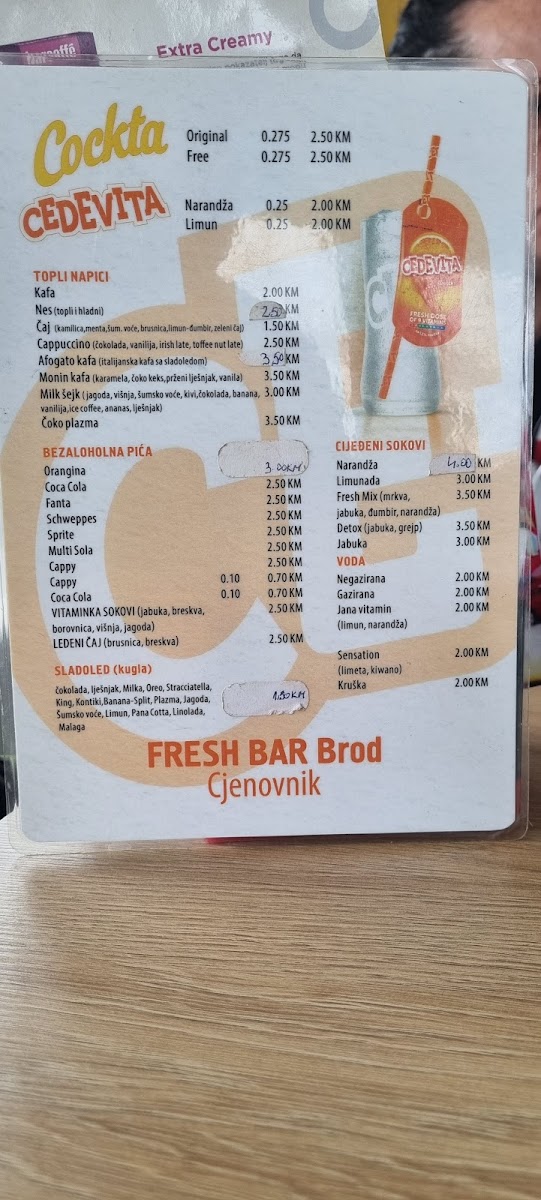 Extra Creamy
Cockta
Original 0.275 2.50 KM
Free 0.275 2.50 KM
CEDEVITA
Narandža 0.25 2.00 KM
Limun 0.25 2.00 KM
CEDEVITA
FRESH DOSE
OF 9 VITAMINS
TOPLI NAPICI
Kafa 2.00 KM
Nes (topli i hladni) 2.50 KM
Čaj (kamilica,menta,šum. voće, brusnica,limun-đumbir, zeleni čaj) 1.50 KM
Cappuccino (čokolada, vanilija, irish late, toffee nut late) 2.50 KM
Afogato kafa (italijanska kafa sa sladoledom) 3,50 KM
Monin kafa (karamela, čoko keks,prženi lješnjak, vanila) 3.50 KM
Milk šejk ( jagoda, višnja, šumsko voće, kivi,čokolada, banana, 3.00 KM
vanilija,ice coffee, ananas, lješnjak)
Čoko plazma 3.50 KM
BEZALOHOLNA PIĆA
Orangina 3.00KM
Coca Cola 2.50 KM
Fanta 2.50 KM
Schweppes 2.50 KM
Sprite 2.50 KM
Multi Sola 2.50 KM
Cappy 2.50 KM
Cappy 0.10 0.70 KM
Coca Cola 0.10 0.70 KM
VITAMINKA SOKOVI (jabuka, breskva, 2.50 KM
borovnica, višnja, jagoda)
LEDENI ČAJ (brusnica, breskva) 2.50 KM
SLADOLED (kugla)
čokolada, lješnjak, Milka, Oreo, Stracciatella,
King, Kontiki,Banana-Split, Plazma, Jagoda, 1.80KM
Šumsko voće, Limun, Pana Cotta, Linolada,
Malaga
CIJEĐENI SOKOVI
Narandža 4.00 KM
Limunada 3.00 KM
Fresh Mix (mrkva, 3.50 KM
jabuka, đumbir, narandža)
Detox (jabuka, grejp) 3.50 KM
Jabuka 3.00 KM
VODA
Negazirana 2.00 KM
Gazirana 2.00 KM
Jana vitamin 2.00 KM
(limun, narandža)
Sensation 2.00 KM
(limeta, kiwano)
Kruška 2.00 KM
FRESH BAR Brod
Cjenovnik